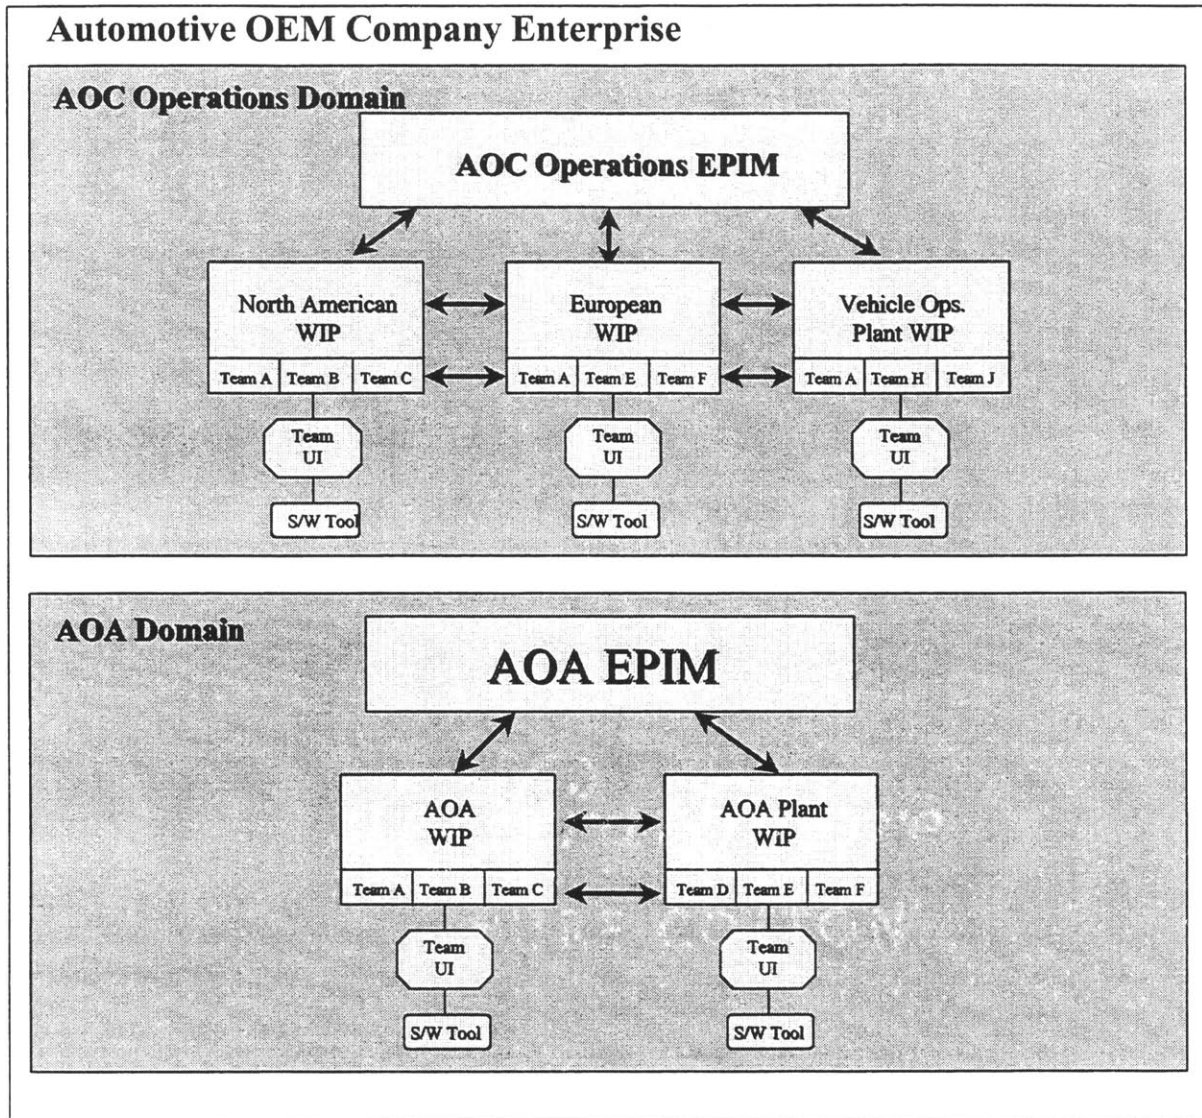 Automotive OEM Company Enterprise
AOC Operations Domain
AOC Operations EPIM
North American
WIP
European
WIP
Vehicle Ops.
Plant WIP
Team A
Team B
Team C
Team A
Team E
Team F
Team A
Team H
Team J
Team
UI
Team
UI
Team
UI
S/W Tool
S/W Tool
S/W Tool
AOA Domain
AOA EPIM
AOA
WIP
AOA Plant
WiP
Team A
Team B
Team C
Team D
Team E
Team F
Team
UI
Team
UI
S/W Tool
S/W Tool